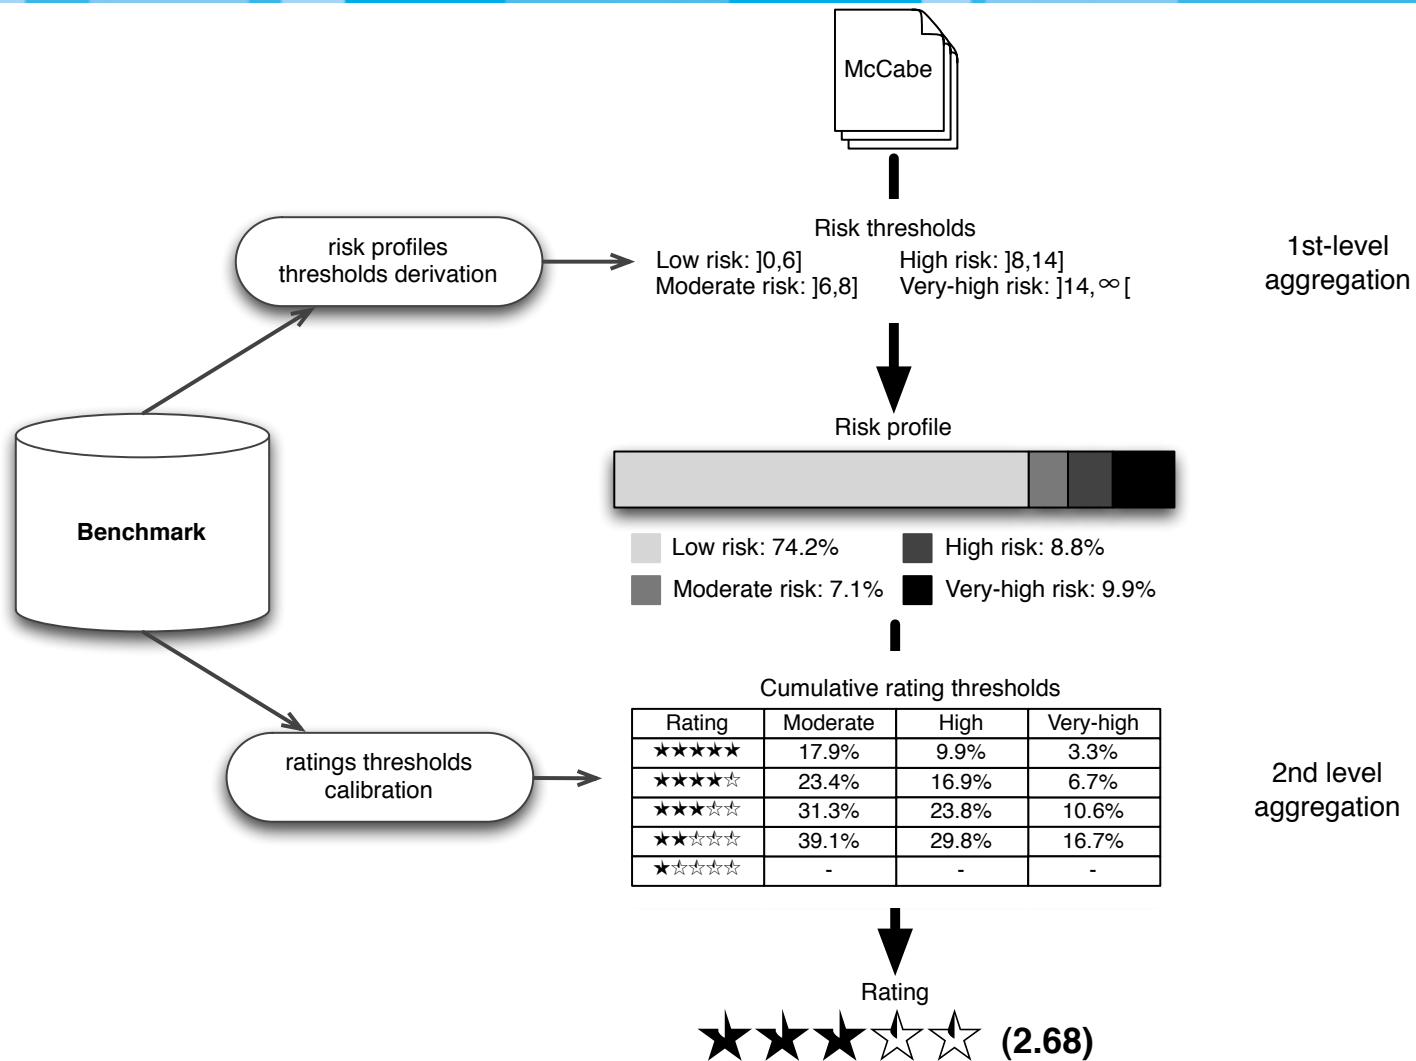 McCabe
Risk thresholds
risk profiles
thresholds derivation
Low risk: ]0,6]
High risk: ]8,14]
Moderate risk: ]6,8]
Very-high risk: ]14,∞[
1st-level
aggregation
Risk profile
Benchmark
Low risk: 74.2%
High risk: 8.8%
Moderate risk: 7.1%
Very-high risk: 9.9%
Cumulative rating thresholds
Rating Moderate High Very-high
★★★★★ 17.9% 9.9% 3.3%
★★★★☆ 23.4% 16.9% 6.7%
★★★☆☆ 31.3% 23.8% 10.6%
★★☆☆☆ 39.1% 29.8% 16.7%
★☆☆☆☆ - - -
ratings thresholds
calibration
2nd level
aggregation
Rating
★★★☆☆ (2.68)